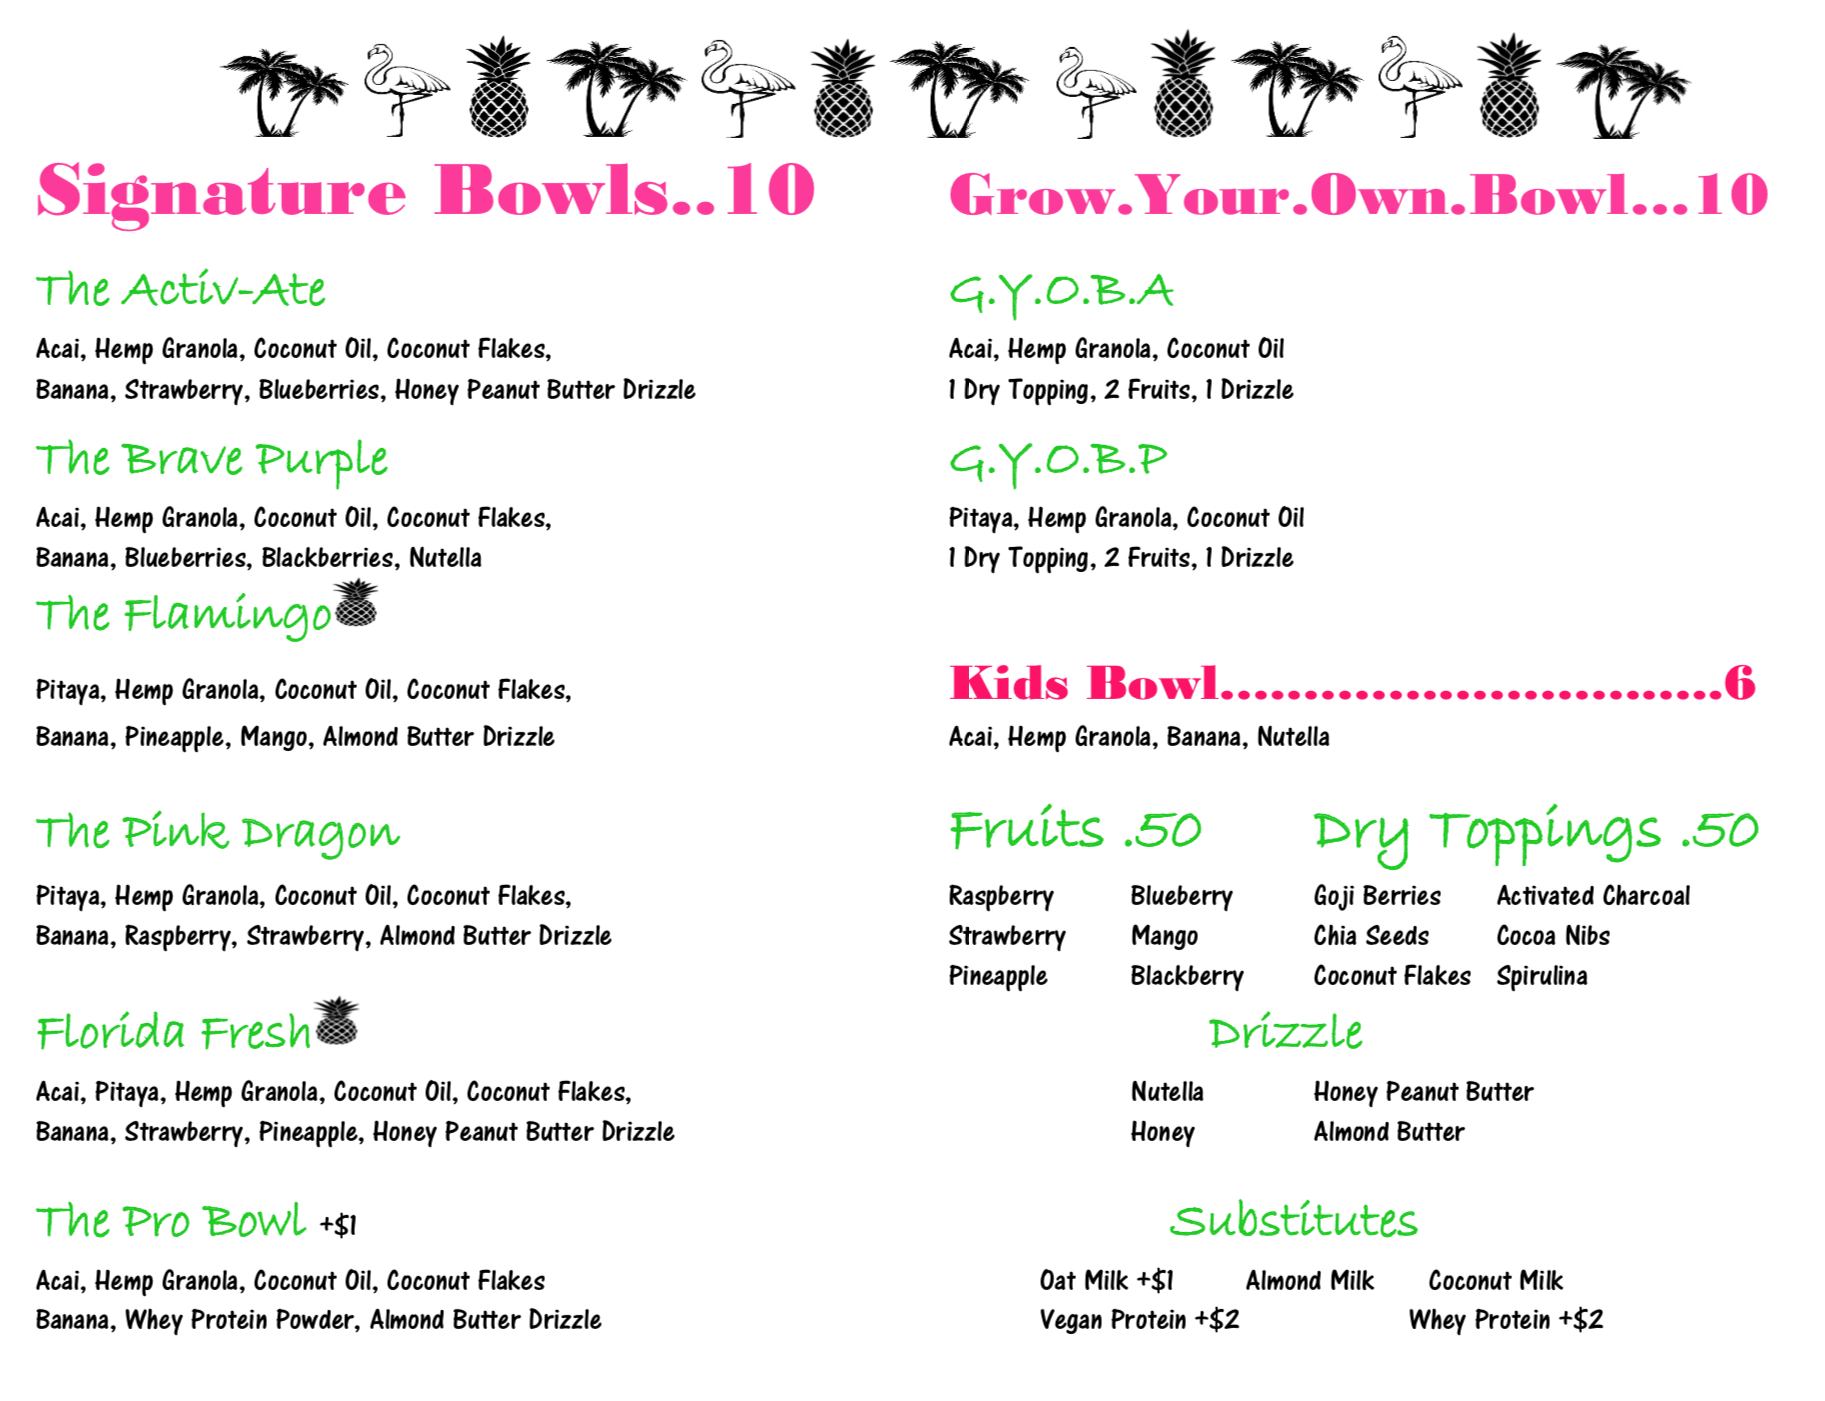 Signature Bowls..10
The Activ-Ate
Acai, Hemp Granola, Coconut Oil, Coconut Flakes,
Banana, Strawberry, Blueberries, Honey Peanut Butter Drizzle
The Brave Purple
Acai, Hemp Granola, Coconut Oil, Coconut Flakes,
Banana, Blueberries, Blackberries, Nutella
The Flamingo
Pitaya, Hemp Granola, Coconut Oil, Coconut Flakes,
Banana, Pineapple, Mango, Almond Butter Drizzle
The Pink Dragon
Pitaya, Hemp Granola, Coconut Oil, Coconut Flakes,
Banana, Raspberry, Strawberry, Almond Butter Drizzle
Florida Fresh
Acai, Pitaya, Hemp Granola, Coconut Oil, Coconut Flakes,
Banana, Strawberry, Pineapple, Honey Peanut Butter Drizzle
The Pro Bowl +$1
Acai, Hemp Granola, Coconut Oil, Coconut Flakes
Banana, Whey Protein Powder, Almond Butter Drizzle
Grow.Your.Own.Bowl...10
G.Y.O.B.A
Acai, Hemp Granola, Coconut Oil
1 Dry Topping, 2 Fruits, 1 Drizzle
G.Y.O.B.P
Pitaya, Hemp Granola, Coconut Oil
1 Dry Topping, 2 Fruits, 1 Drizzle
Kids Bowl..............................6
Acai, Hemp Granola, Banana, Nutella
Fruits .50 Dry Toppings .50
Raspberry Blueberry Goji Berries Activated Charcoal
Strawberry Mango Chia Seeds Cocoa Nibs
Pineapple Blackberry Coconut Flakes Spirulina
Drizzle
Nutella Honey Peanut Butter
Honey Almond Butter
Substitutes
Oat Milk +$1 Almond Milk Coconut Milk
Vegan Protein +$2 Whey Protein +$2